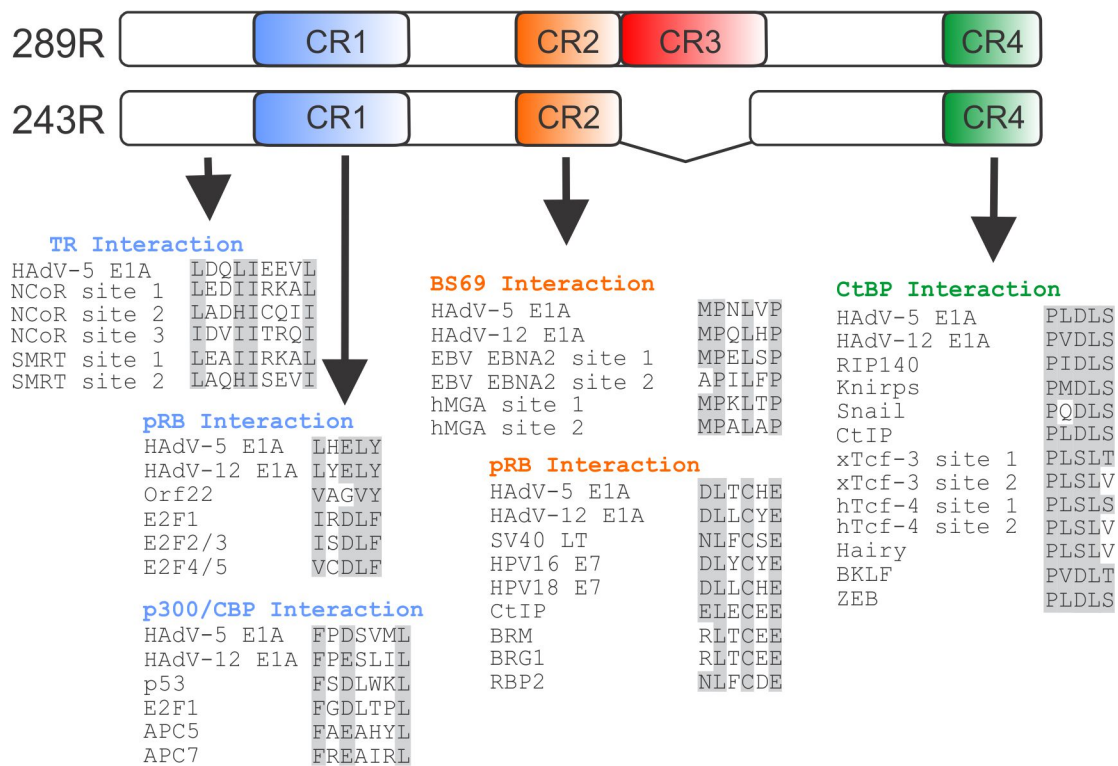 289R CR1 CR2 CR3 CR4
243R CR1 CR2 CR4
TR Interaction
HAdV-5 E1A LDQLIEEVL
NCoR site 1 LEDIIRKAL
NCoR site 2 LADHICQII
NCoR site 3 IDVIITRQI
SMRT site 1 LEAIIRKAL
SMRT site 2 LAQHISEVI
pRB Interaction
HAdV-5 E1A LHELY
HAdV-12 E1A LYELY
Orf22 VAGVY
E2F1 IRDLF
E2F2/3 ISDLF
E2F4/5 VCDLF
p300/CBP Interaction
HAdV-5 E1A FPDSVML
HAdV-12 E1A FPESLIL
p53 FSDLWKL
E2F1 FGDLTPL
APC5 FAEAHYL
APC7 FREAIRL
BS69 Interaction
HAdV-5 E1A MPNLVP
HAdV-12 E1A MPQLHP
EBV EBNA2 site 1 MPELSP
EBV EBNA2 site 2 APILFP
hMGA site 1 MPKLTP
hMGA site 2 MPALAP
pRB Interaction
HAdV-5 E1A DLTCHE
HAdV-12 E1A DLLCYE
SV40 LT NLFCSE
HPV16 E7 DLYCYE
HPV18 E7 DLLCHE
CtIP ELECEE
BRM RLTCEE
BRG1 RLTCEE
RBP2 NLFCDE
CtBP Interaction
HAdV-5 E1A PLDLS
HAdV-12 E1A PVDLS
RIP140 PIDLS
Knirps PMDLS
Snail PQDLS
CtIP PLDLS
xTcf-3 site 1 PLSLT
xTcf-3 site 2 PLSLV
hTcf-4 site 1 PLSLS
hTcf-4 site 2 PLSLV
Hairy PLSLV
BKLF PVDLT
ZEB PLDLS